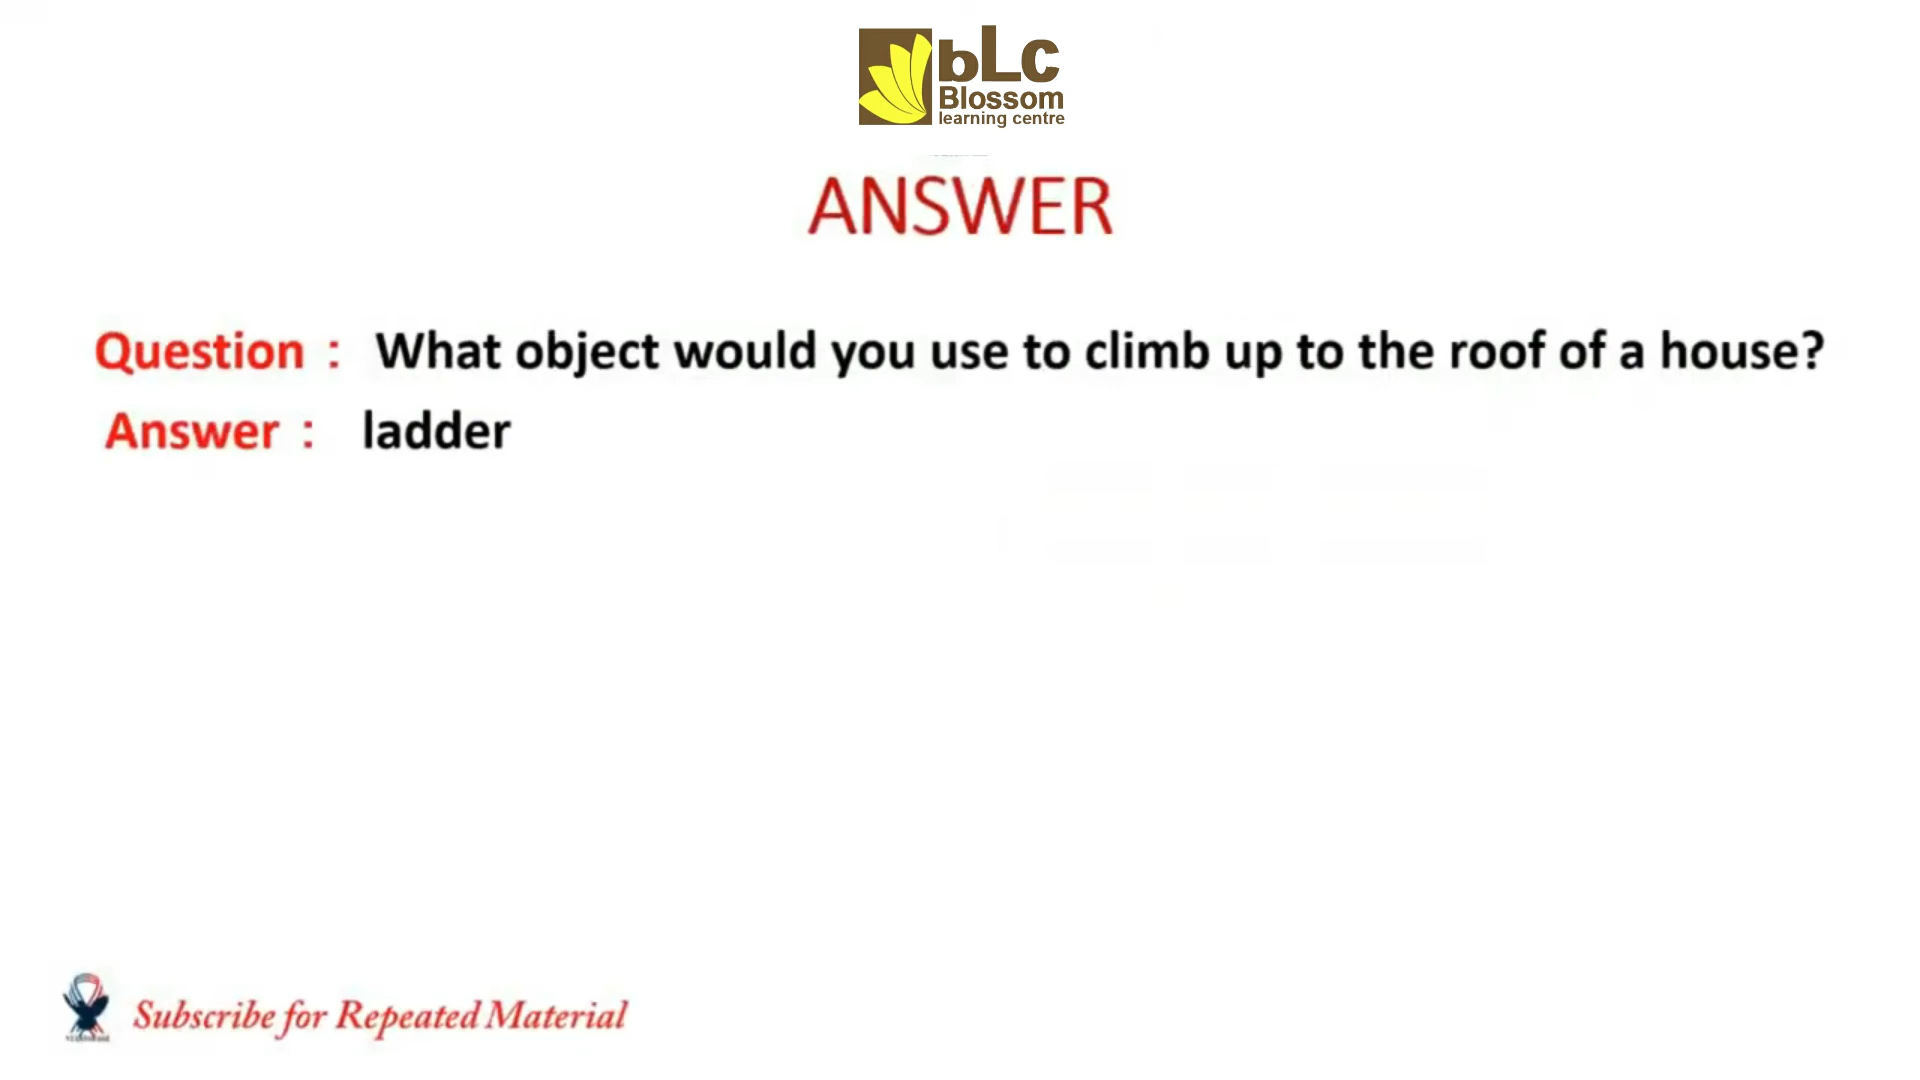 bLc
Blossom
learning centre
ANSWER
Question : What object would you use to climb up to the roof of a house?
Answer : ladder
Subscribe for Repeated Material